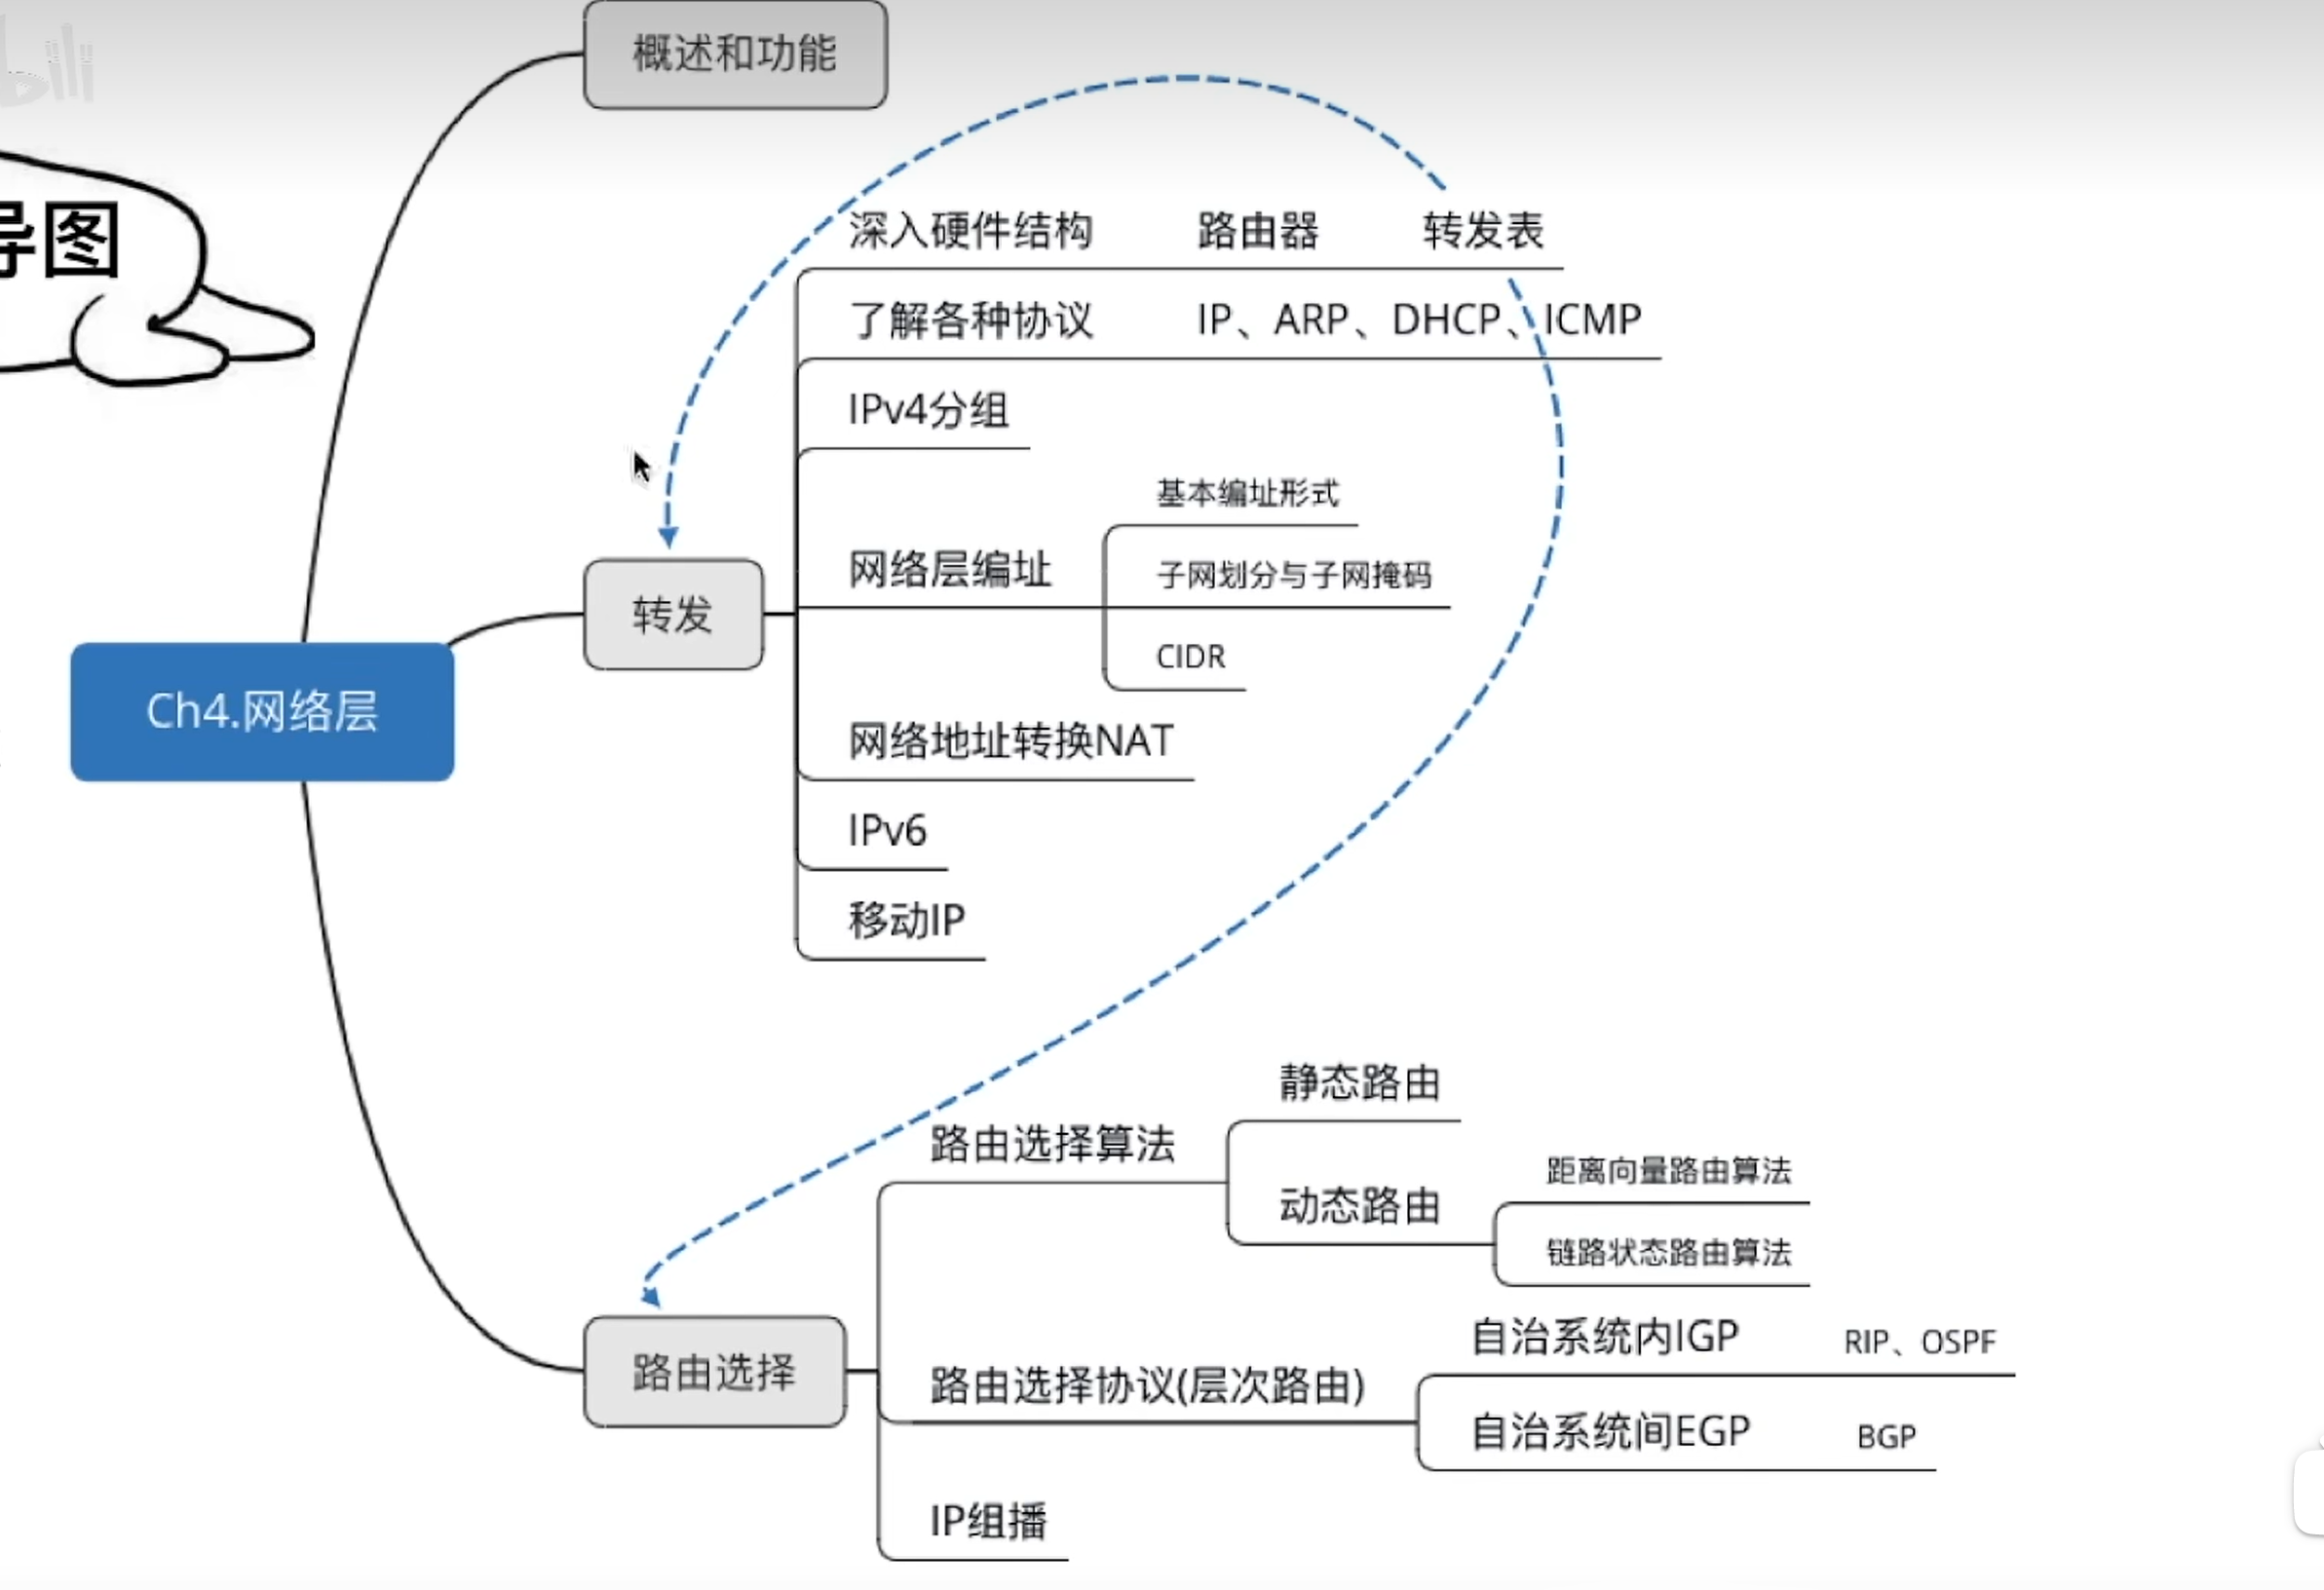 概述和功能
导图
深入硬件结构 路由器 转发表
了解各种协议 IP、ARP、DHCP、ICMP
IPv4分组
基本编址形式
网络层编址
子网划分与子网掩码
CIDR
转发
Ch4.网络层
网络地址转换NAT
IPv6
移动IP
静态路由
路由选择算法
动态路由
距离向量路由算法
链路状态路由算法
路由选择
自治系统内IGP RIP、OSPF
路由选择协议(层次路由)
自治系统间EGP BGP
IP组播